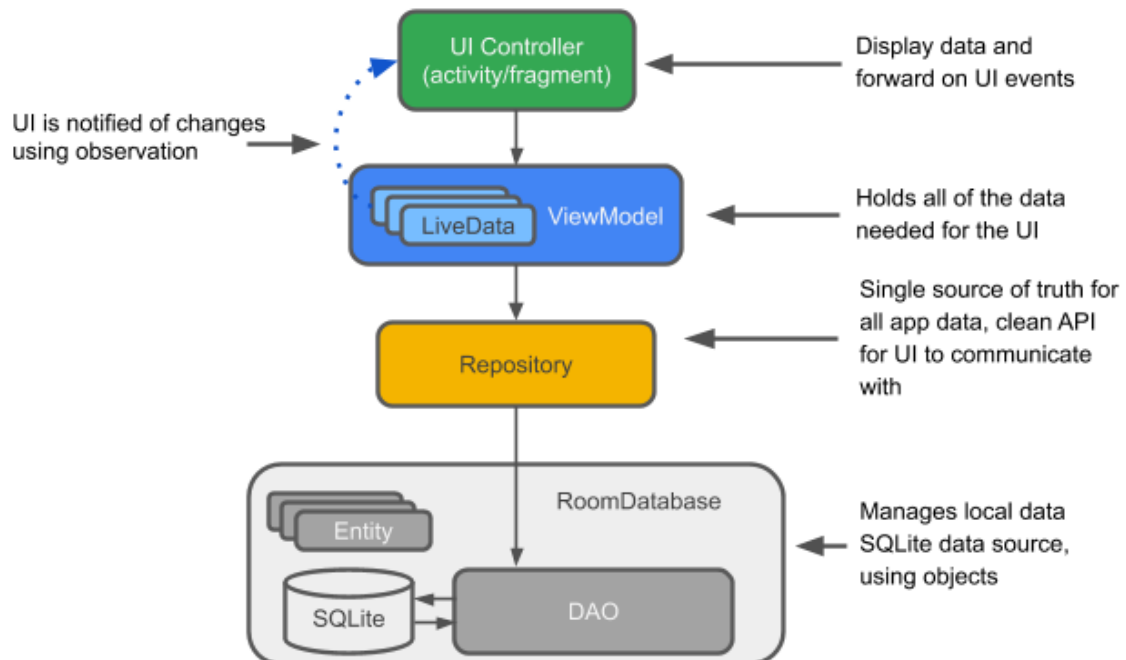 UI Controller
(activity/fragment)
Display data and
forward on UI events
UI is notified of changes
using observation
LiveData
ViewModel
Holds all of the data
needed for the UI
Single source of truth for
all app data, clean API
for UI to communicate
with
Repository
RoomDatabase
Entity
Manages local data
SQLite data source,
using objects
SQLite
DAO